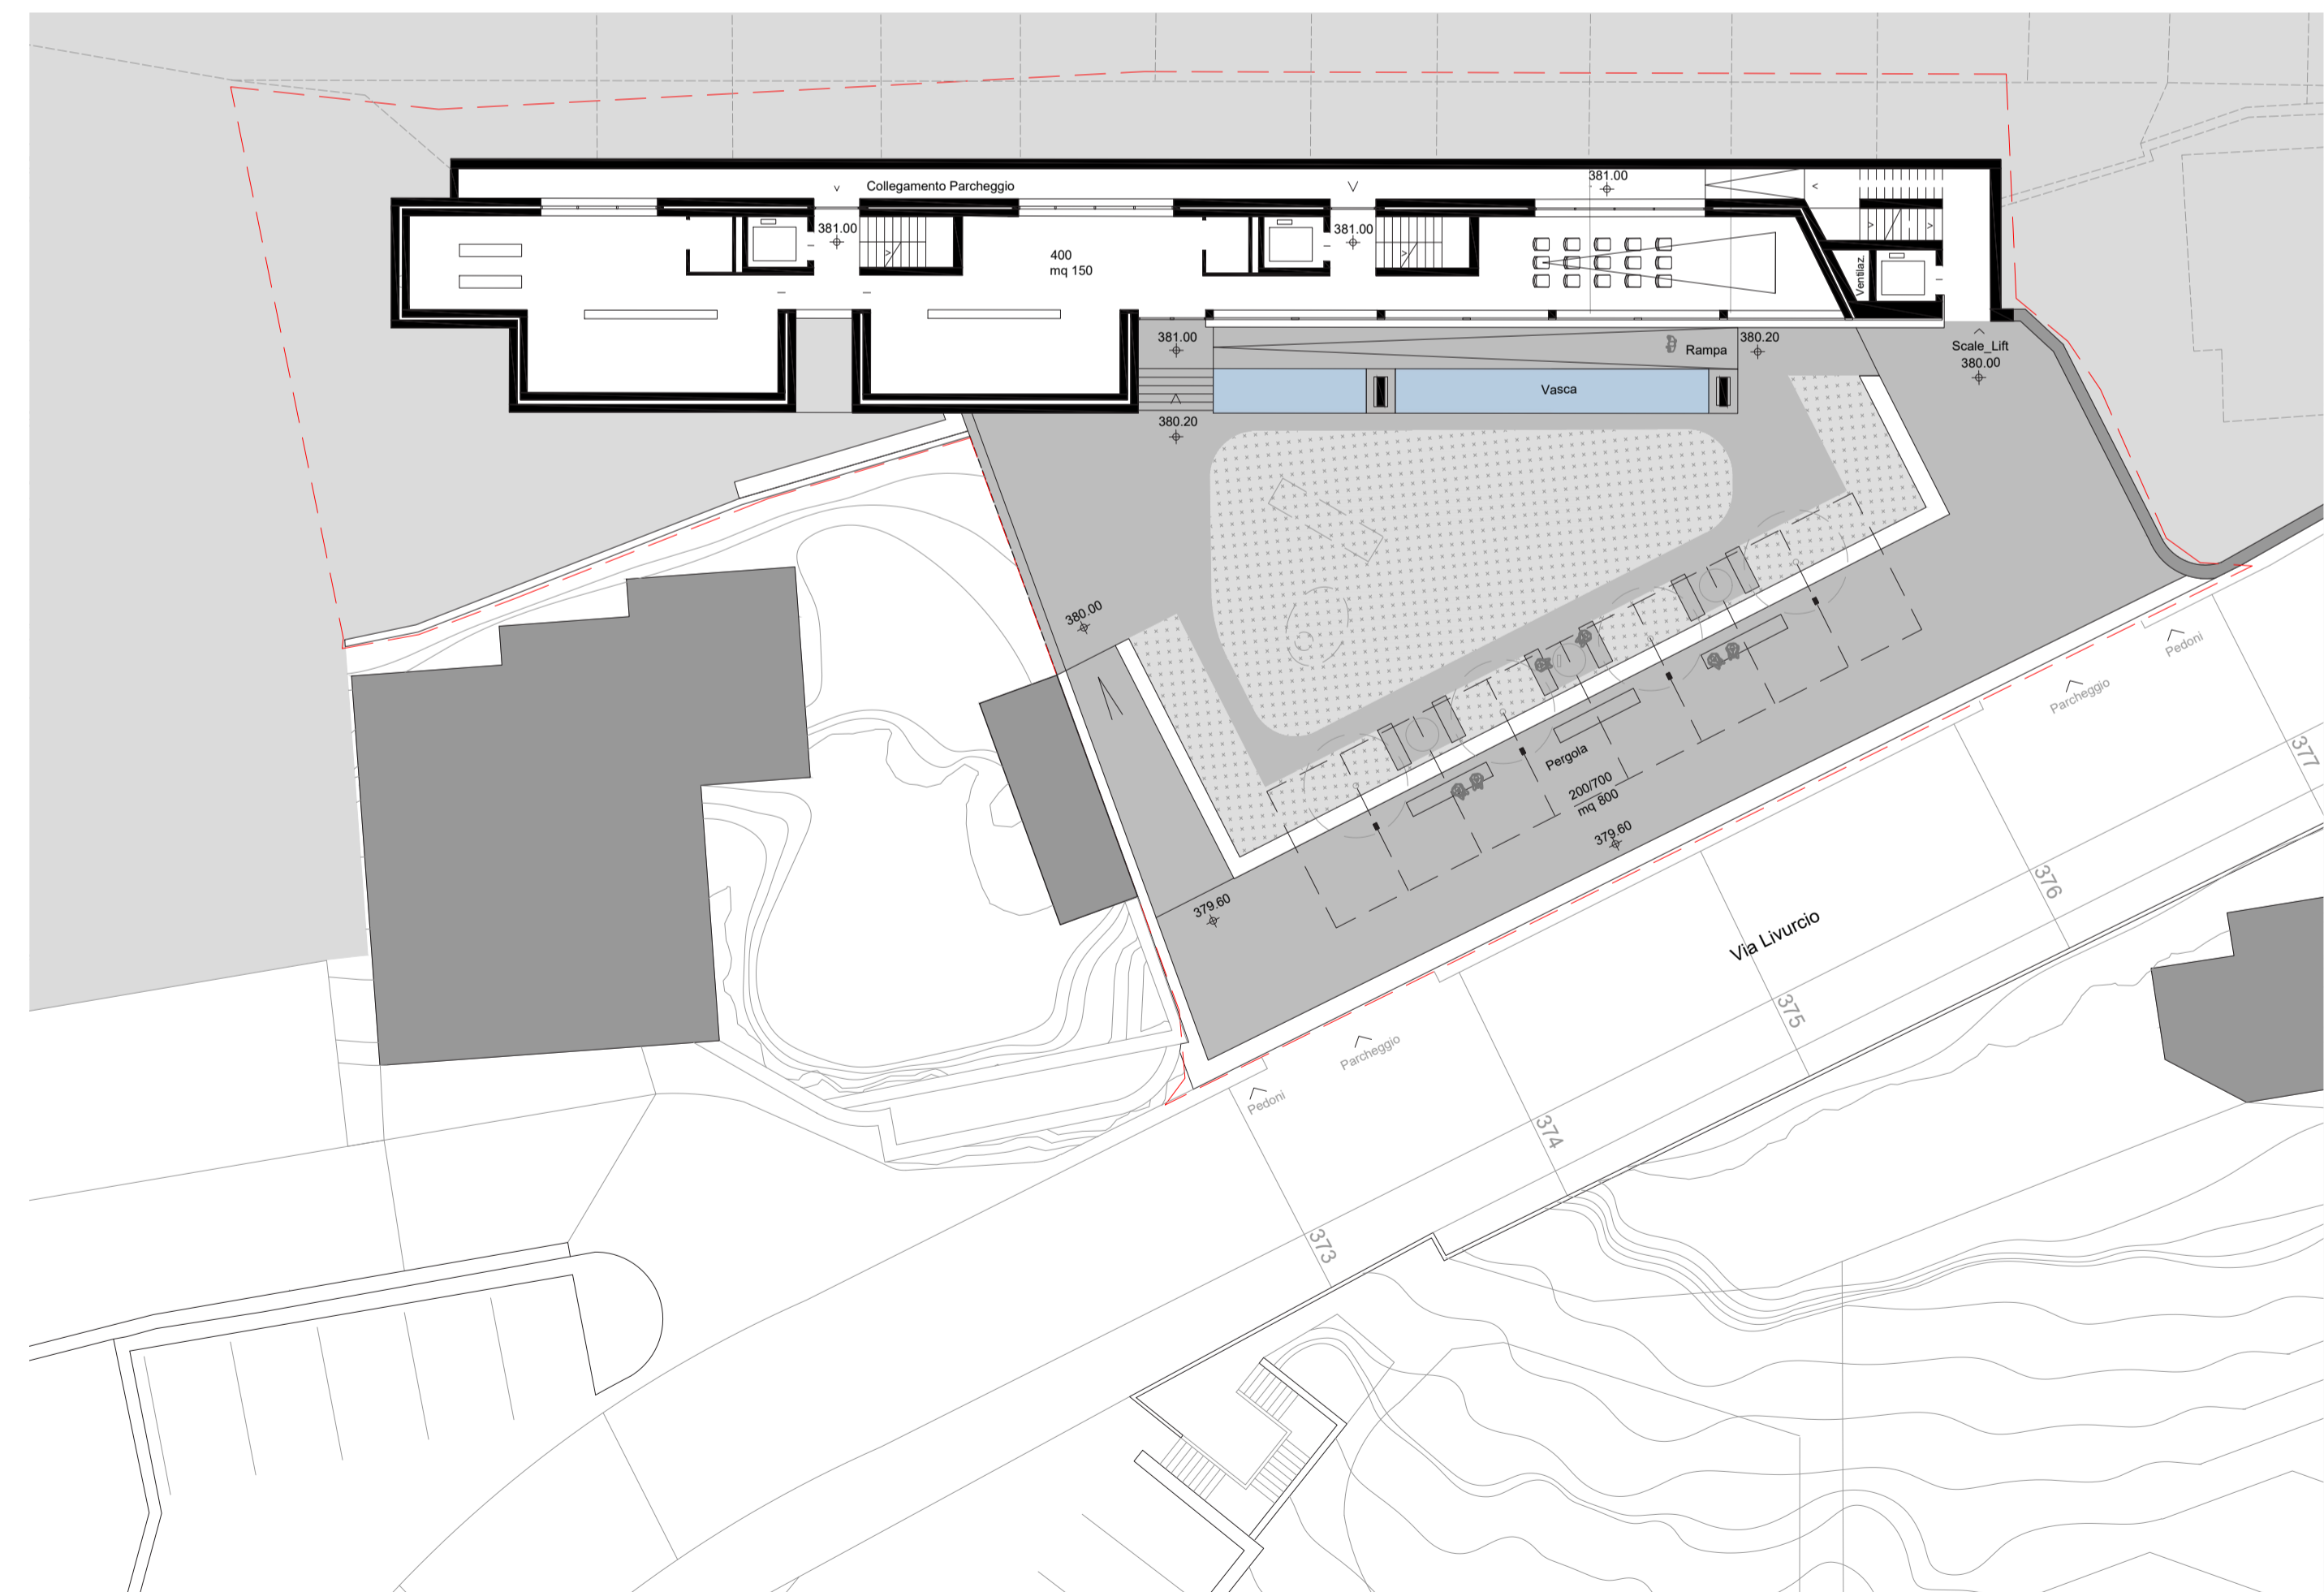 381.00
Collegamento Parcheggio
381.00
381.00
400
mq 150
Ventilaz.
381.00
Rampa
380.20
Scale_Lift
380.00
Vasca
380.20
380.00
Pedoni
Parcheggio
Pergola
200/700
mq 800
379.60
379.60
377
376
Via Livurcio
375
Parcheggio
Pedoni
374
373